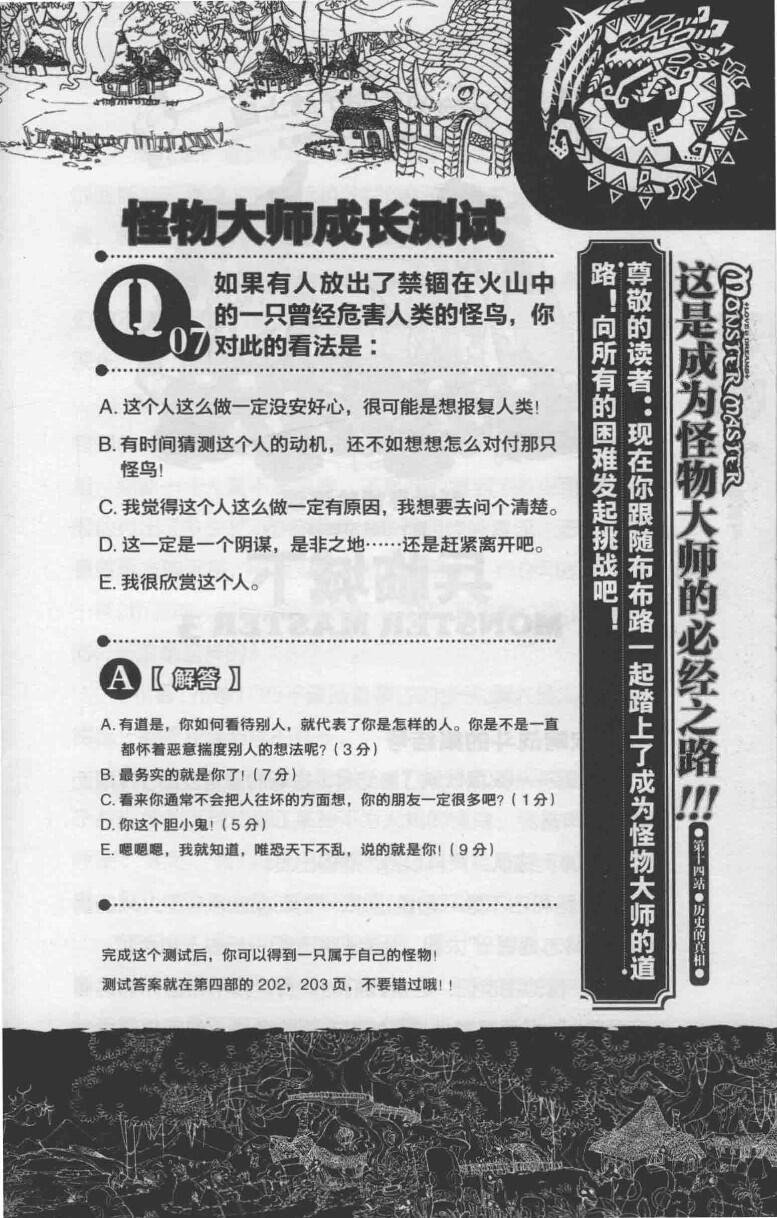 怪物大师成长测试
Q07
如果有人放出了禁锢在火山中
的一只曾经危害人类的怪鸟，你
对此的看法是：
A. 这个人这么做一定没安好心，很可能是想报复人类！
B. 有时间猜测这个人的动机，还不如想想怎么对付那只
怪鸟！
C. 我觉得这个人这么做一定有原因，我想要去问个清楚。
D. 这一定是一个阴谋，是非之地……还是赶紧离开吧。
E. 我很欣赏这个人。
A〖解答〗
A. 有道是，你如何看待别人，就代表了你是怎样的人。你是不是一直
都怀着恶意揣度别人的想法呢？(3分)
B. 最务实的就是你了！(7分)
C. 看来你通常不会把人往坏的方面想，你的朋友一定很多吧？(1分)
D. 你这个胆小鬼！(5分)
E. 嗯嗯嗯，我就知道，唯恐天下不乱，说的就是你！(9分)
完成这个测试后，你可以得到一只属于自己的怪物！
测试答案就在第四部的202，203页，不要错过哦！！
MONSTER MASTER
+LOVE & DREAMS+
这是成为怪物大师的必经之路!!!
●第十四站●历史的真相●
尊敬的读者：现在你跟随布布路一起踏上了成为怪物大师的道
路！向所有的困难发起挑战吧！
兵临城下
MONSTER MASTER 3